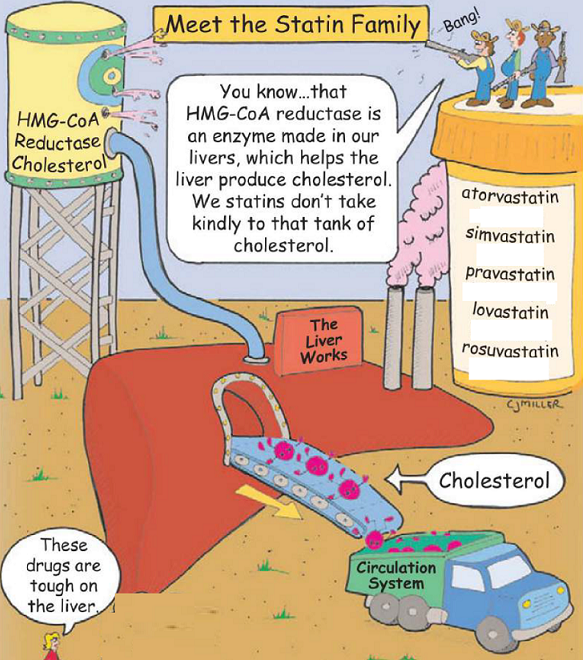 Meet the Statin Family
Bang!
HMG-CoA
Reductase
Cholesterol
You know...that
HMG-CoA reductase is
an enzyme made in our
livers, which helps the
liver produce cholesterol.
We statins don't take
kindly to that tank of
cholesterol.
atorvastatin
simvastatin
pravastatin
lovastatin
rosuvastatin
CJMILLER
The
Liver
Works
Cholesterol
Circulation
System
These
drugs are
tough on
the liver.